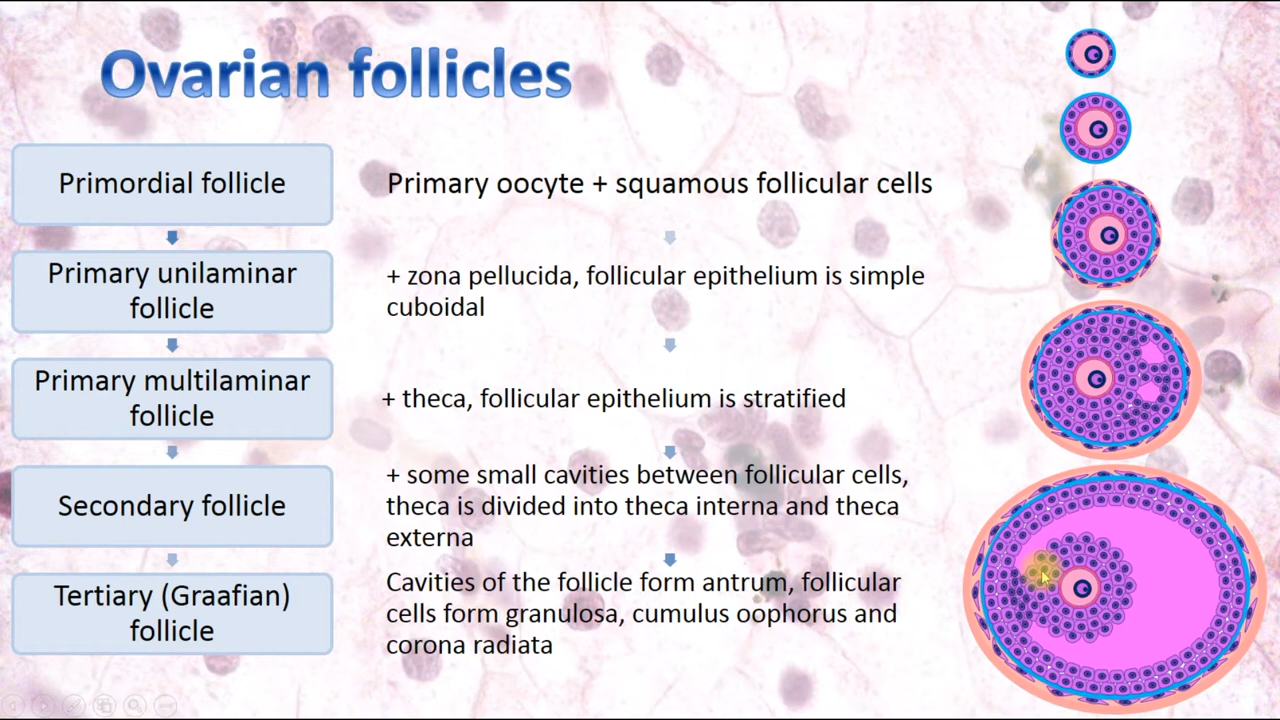 Ovarian follicles
Primordial follicle
Primary oocyte + squamous follicular cells
Primary unilaminar
follicle
+ zona pellucida, follicular epithelium is simple
cuboidal
Primary multilaminar
follicle
+ theca, follicular epithelium is stratified
Secondary follicle
+ some small cavities between follicular cells,
theca is divided into theca interna and theca
externa
Tertiary (Graafian)
follicle
Cavities of the follicle form antrum, follicular
cells form granulosa, cumulus oophorus and
corona radiata